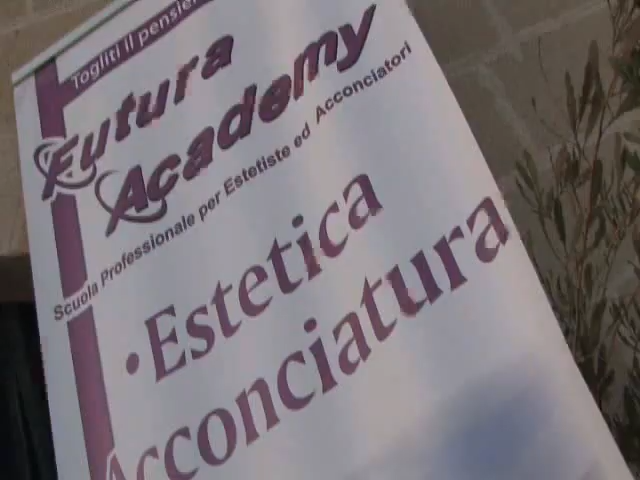 Togliti il pensier
Futura
Academy
Scuola Professionale per Estetiste ed Acconciatori
• Estetica
Acconciatura